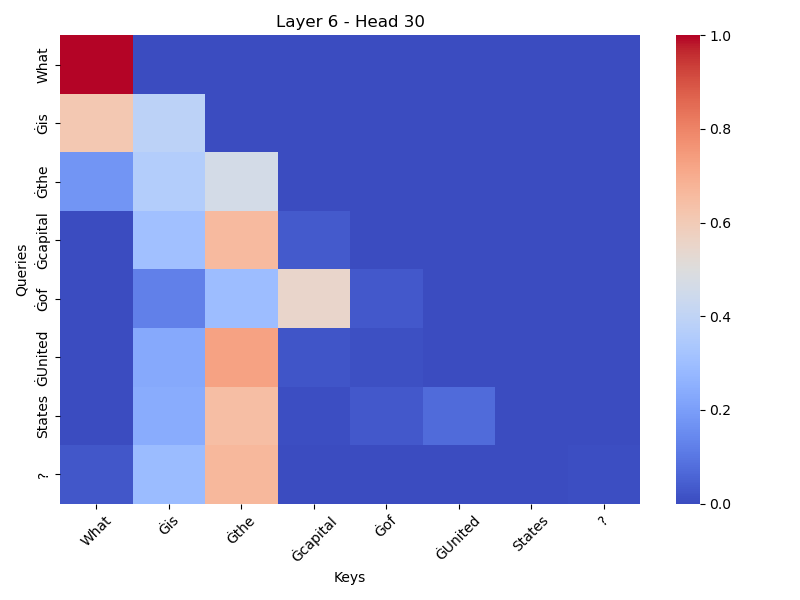 Layer 6 - Head 30
Queries
What
Ġis
Ġthe
Ġcapital
Ġof
ĠUnited
States
?
What
Ġis
Ġthe
Ġcapital
Ġof
ĠUnited
States
?
Keys
1.0
0.8
0.6
0.4
0.2
0.0